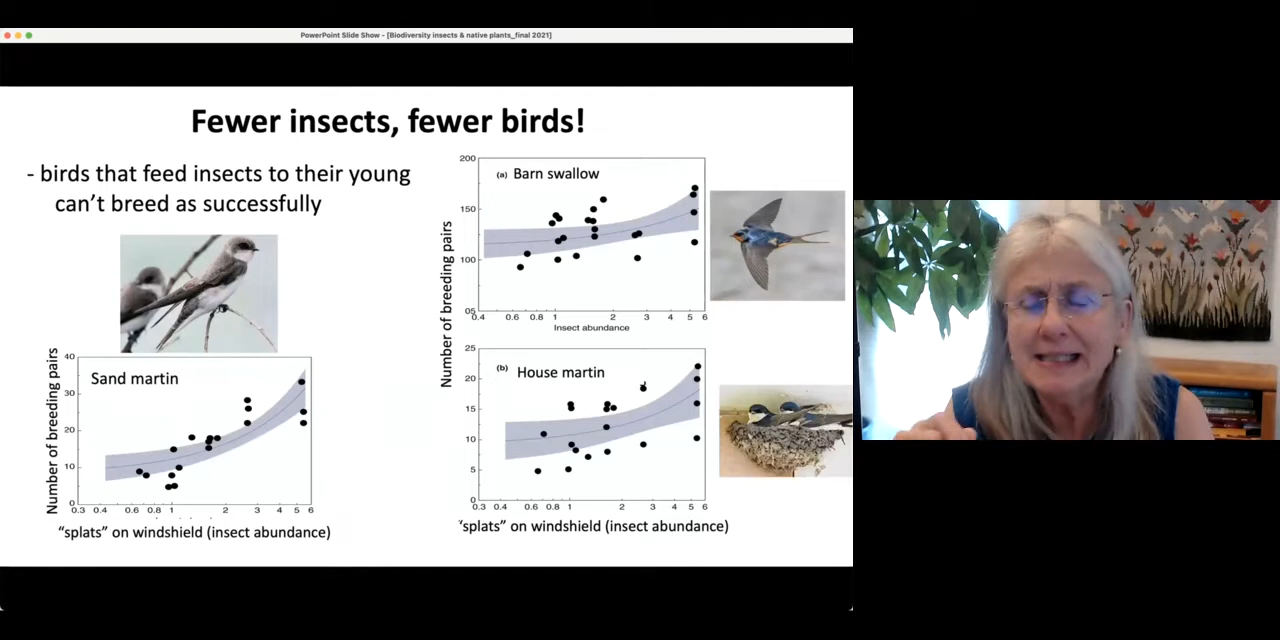 PowerPoint Slide Show - [Biodiversity insects & native plants_final 2021]
Fewer insects, fewer birds!
- birds that feed insects to their young
can't breed as successfully
Number of breeding pairs
40
30
20
10
0
Sand martin
0.3 0.4 0.6 0.8 1 2 3 4 5 6
"splats" on windshield (insect abundance)
Number of breeding pairs
200
150
100
05
(a) Barn swallow
0.4 0.6 0.8 1 2 3 4 5 6
Insect abundance
25
20
15
10
5
0
(b) House martin
0.3 0.4 0.6 0.8 1 2 3 4 5 6
"splats" on windshield (insect abundance)